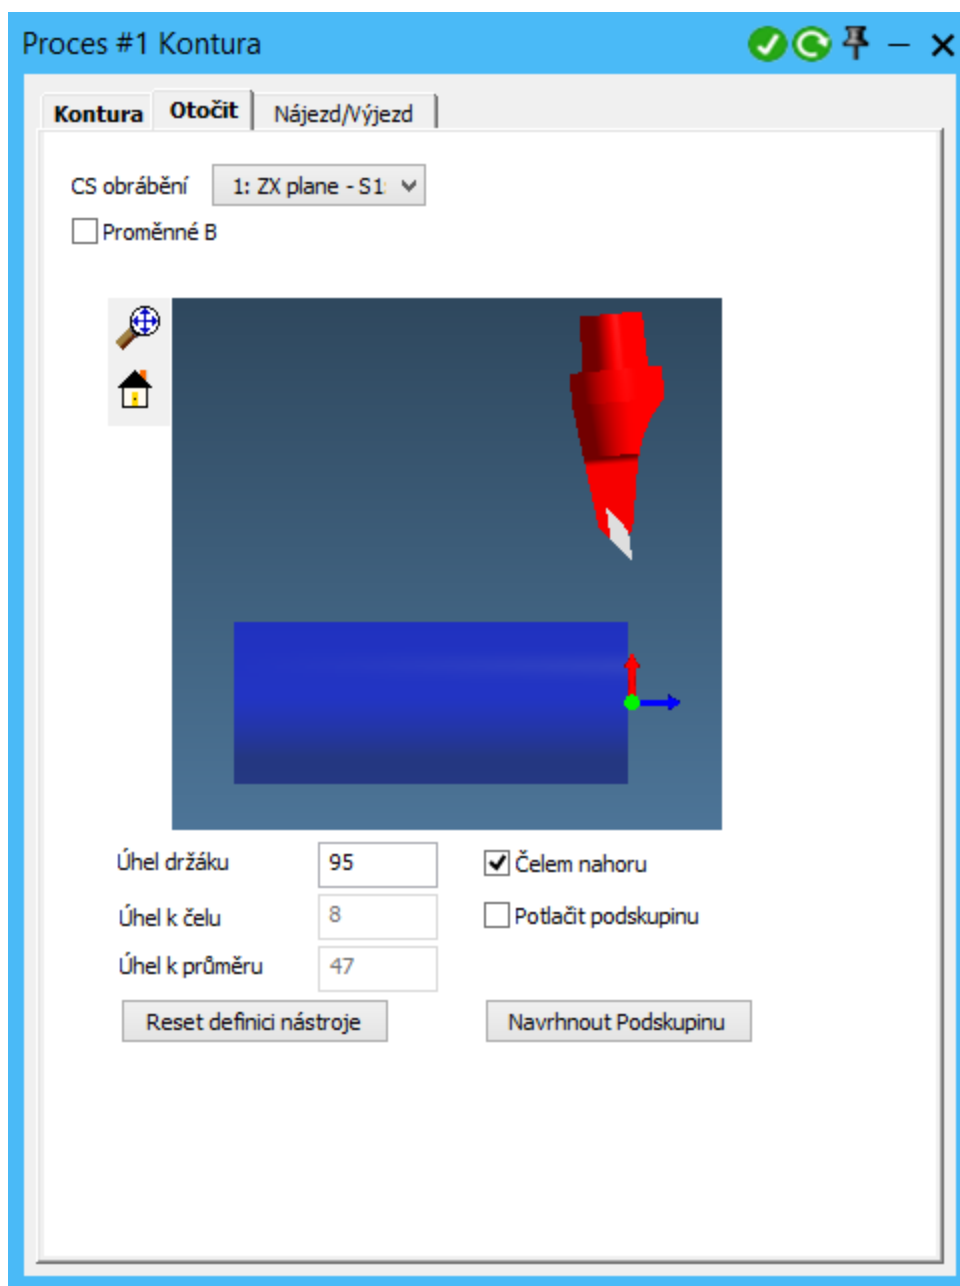 Proces #1 Kontura
Kontura Otočit Nájezd/Výjezd
CS obrábění 1: ZX plane - S1:
Proměnné B
Úhel držáku 95 Čelem nahoru
Úhel k čelu 8 Potlačit podskupinu
Úhel k průměru 47
Reset definici nástroje Navrhnout Podskupinu